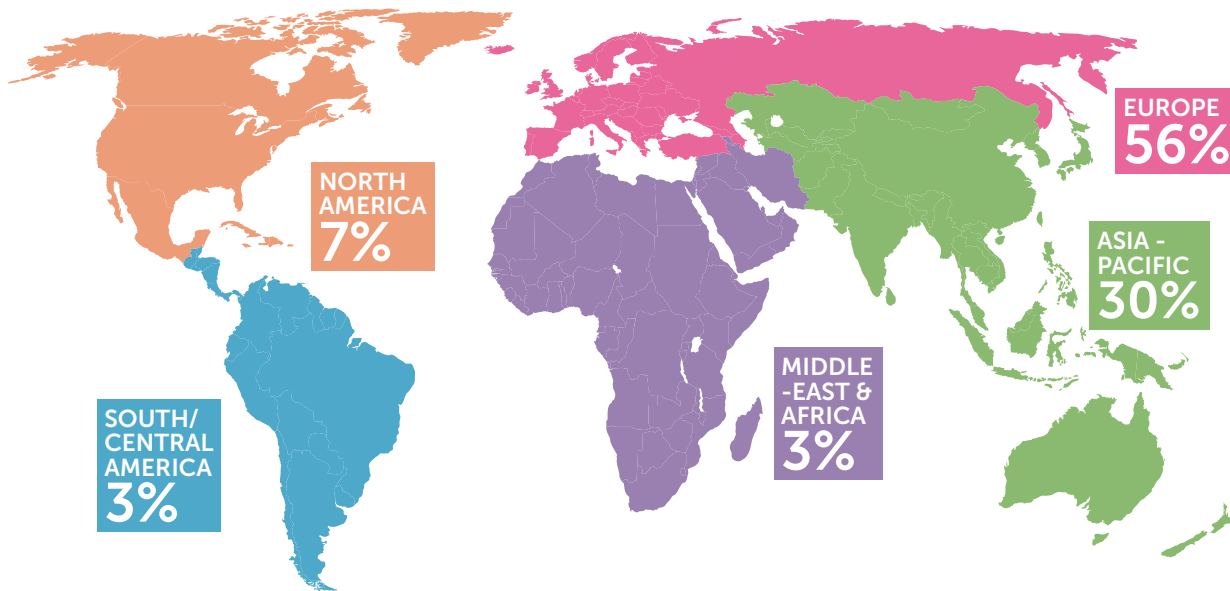 EUROPE
56%
NORTH
AMERICA
7%
ASIA -
PACIFIC
30%
MIDDLE
-EAST &
AFRICA
3%
SOUTH/
CENTRAL
AMERICA
3%